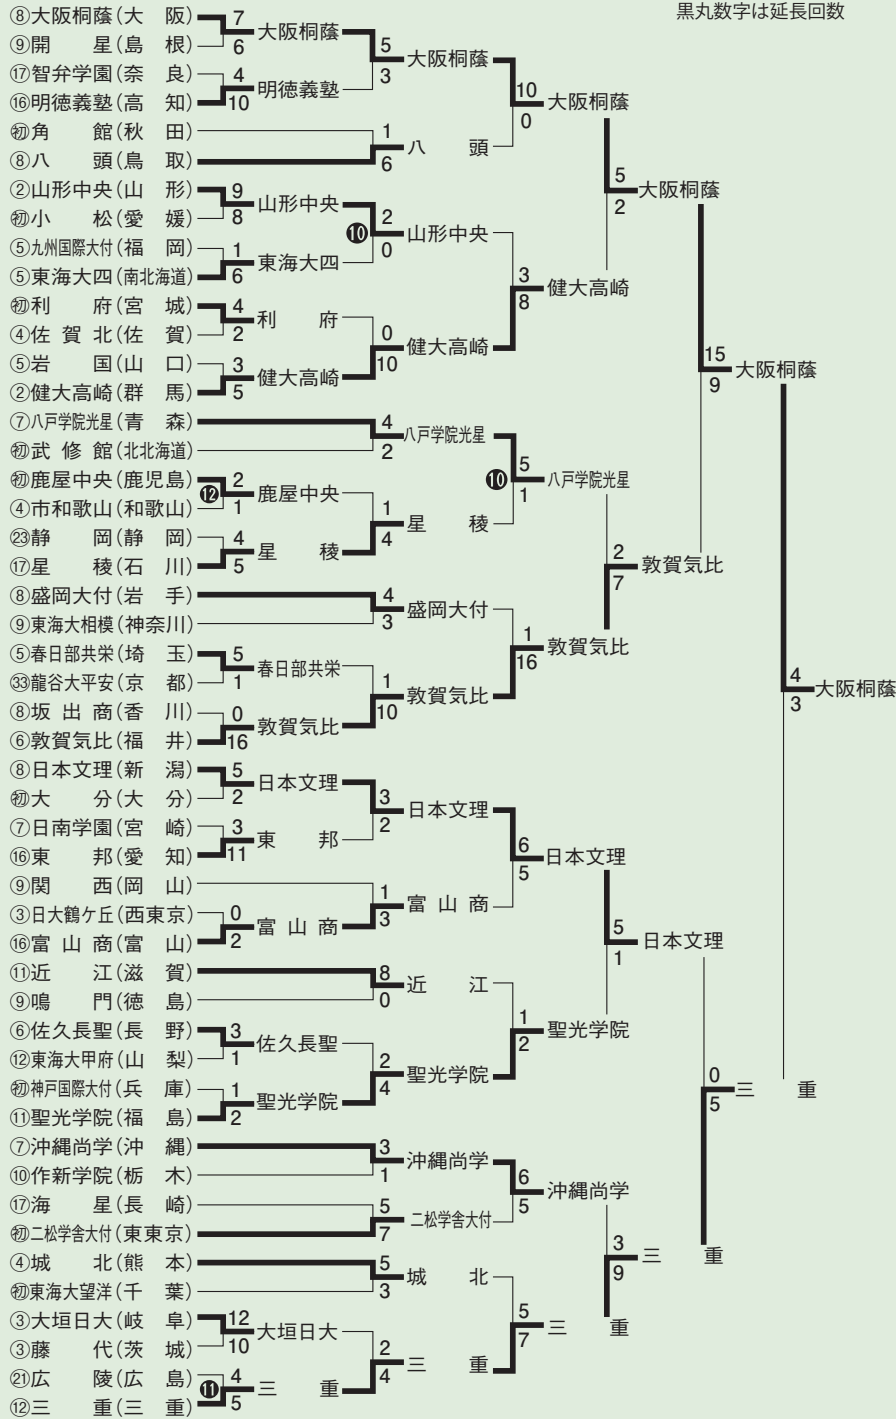 黒丸数字は延長回数
⑧大阪桐蔭(大 阪) 7
⑨開 星(島 根) 6
大阪桐蔭
⑰智弁学園(奈 良) 4
⑯明徳義塾(高 知) 10
明徳義塾
5
3
大阪桐蔭
㊢角 館(秋 田) 1
⑧八 頭(鳥 取) 6
八 頭
10
0
大阪桐蔭
②山形中央(山 形) 9
初小 松(愛 媛) 8
山形中央
⑤九州国際大付(福 岡) 1
⑤東海大四(南北海道) 6
東海大四
❿
2
0
山形中央
初利 府(宮 城) 4
④佐 賀 北(佐 賀) 2
利 府
⑤岩 国(山 口) 3
②健大高崎(群 馬) 5
健大高崎
0
10
健大高崎
3
8
健大高崎
5
2
大阪桐蔭
⑦八戸学院光星(青 森) 4
初武 修 館(北北海道) 2
八戸学院光星
初鹿屋中央(鹿児島) 2
④市和歌山(和歌山) 1
⓬
鹿屋中央
㉓静 岡(静 岡) 4
⑰星 稜(石 川) 5
星 稜
1
4
星 稜
❿
5
1
八戸学院光星
⑧盛岡大付(岩 手) 4
⑨東海大相模(神奈川) 3
盛岡大付
⑤春日部共栄(埼 玉) 5
㉝龍谷大平安(京 都) 1
春日部共栄
⑧坂 出 商(香 川) 0
⑥敦賀気比(福 井) 16
敦賀気比
1
10
敦賀気比
1
16
敦賀気比
2
7
敦賀気比
15
9
大阪桐蔭
⑧日本文理(新 潟) 5
初大 分(大 分) 2
日本文理
⑦日南学園(宮 崎) 3
⑯東 邦(愛 知) 11
東 邦
3
2
日本文理
⑨関 西(岡 山) 1
③日大鶴ケ丘(西東京) 0
⑯富 山 商(富 山) 2
富 山 商
3
富 山 商
6
5
日本文理
⑪近 江(滋 賀) 8
⑨鳴 門(徳 島) 0
近 江
⑥佐久長聖(長 野) 3
⑫東海大甲府(山 梨) 1
佐久長聖
初神戸国際大付(兵 庫) 1
⑪聖光学院(福 島) 2
聖光学院
2
4
聖光学院
1
2
聖光学院
5
1
日本文理
⑦沖縄尚学(沖 縄) 3
⑩作新学院(栃 木) 1
沖縄尚学
⑰海 星(長 崎) 5
初二松学舎大付(東東京) 7
二松学舎大付
6
5
沖縄尚学
④城 北(熊 本) 5
初東海大望洋(千 葉) 3
城 北
③大垣日大(岐 阜) 12
③藤 代(茨 城) 10
大垣日大
㉑広 陵(広 島) 4
⑫三 重(三 重) 5
⓫
三 重
2
4
三 重
5
7
三 重
3
9
三 重
0
5
三 重
4
3
大阪桐蔭